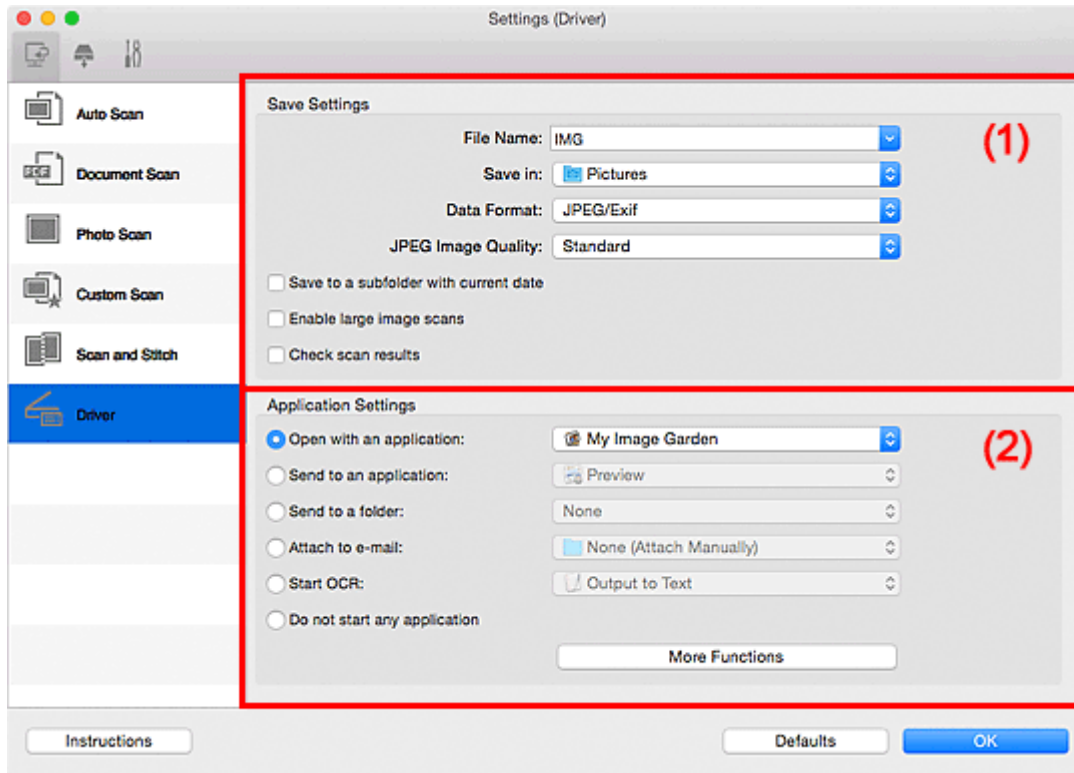 Settings (Driver)
Auto Scan
Document Scan
Photo Scan
Custom Scan
Scan and Stitch
Driver
Save Settings
(1)
File Name: IMG
Save in: Pictures
Data Format: JPEG/Exif
JPEG Image Quality: Standard
Save to a subfolder with current date
Enable large image scans
Check scan results
Application Settings
(2)
Open with an application: My Image Garden
Send to an application: Preview
Send to a folder: None
Attach to e-mail: None (Attach Manually)
Start OCR: Output to Text
Do not start any application
More Functions
Instructions
Defaults
OK